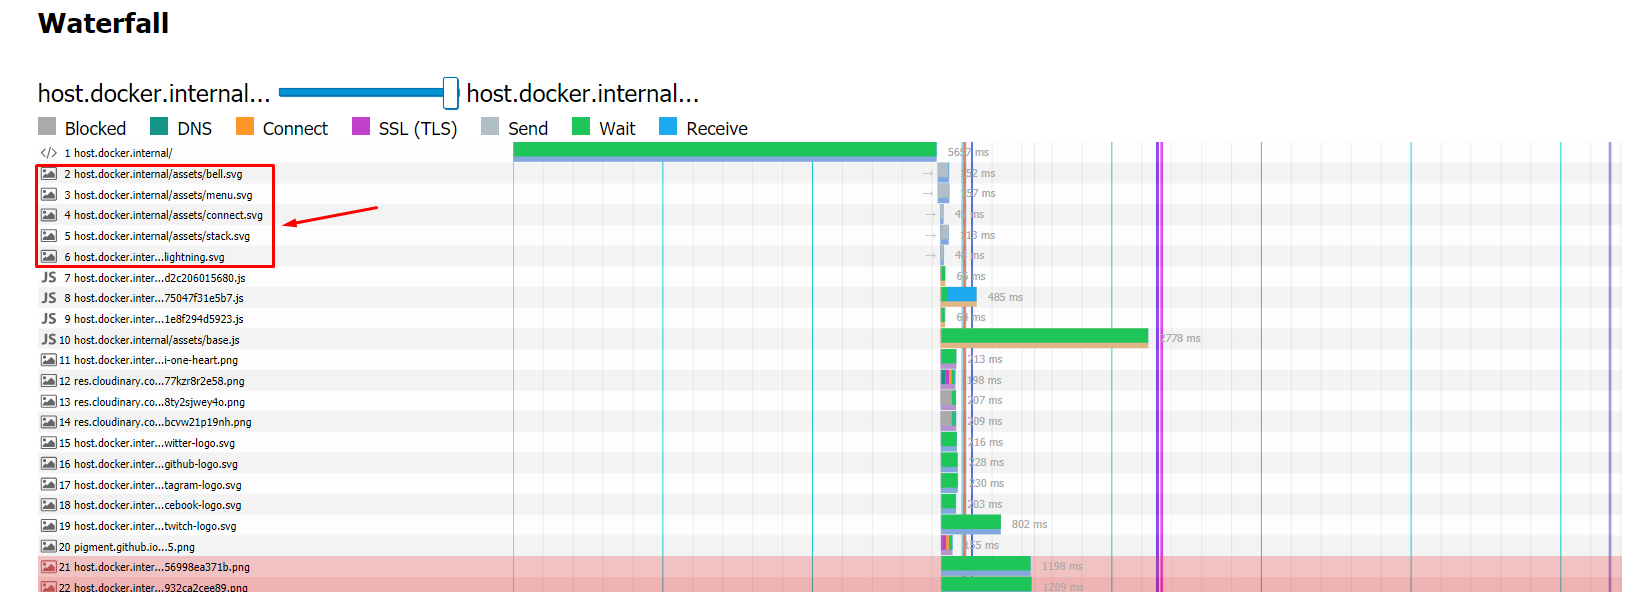 Waterfall
host.docker.internal... host.docker.internal...
Blocked DNS Connect SSL (TLS) Send Wait Receive
1 host.docker.internal/ 5657 ms
2 host.docker.internal/assets/bell.svg ms
3 host.docker.internal/assets/menu.svg ms
4 host.docker.internal/assets/connect.svg ms
5 host.docker.internal/assets/stack.svg 113 ms
6 host.docker.inter...lightning.svg ms
JS 7 host.docker.inter...d2c206015680.js ms
JS 8 host.docker.inter...75047f31e5b7.js 485 ms
JS 9 host.docker.inter...1e8f294d5923.js ms
JS 10 host.docker.internal/assets/base.js 2778 ms
11 host.docker.inter...i-one-heart.png 213 ms
12 res.cloudinary.co...77kzr8r2e58.png 198 ms
13 res.cloudinary.co...8ty2sjwey4o.png 207 ms
14 res.cloudinary.co...bcvw21p19nh.png 209 ms
15 host.docker.inter...witter-logo.svg 216 ms
16 host.docker.inter...github-logo.svg 228 ms
17 host.docker.inter...tagram-logo.svg 230 ms
18 host.docker.inter...cebook-logo.svg 203 ms
19 host.docker.inter...twitch-logo.svg 802 ms
20 pigment.github.io...5.png 155 ms
21 host.docker.inter...56998ea371b.png 1198 ms
22 host.docker.inter...932ca2cee89.png 1209 ms